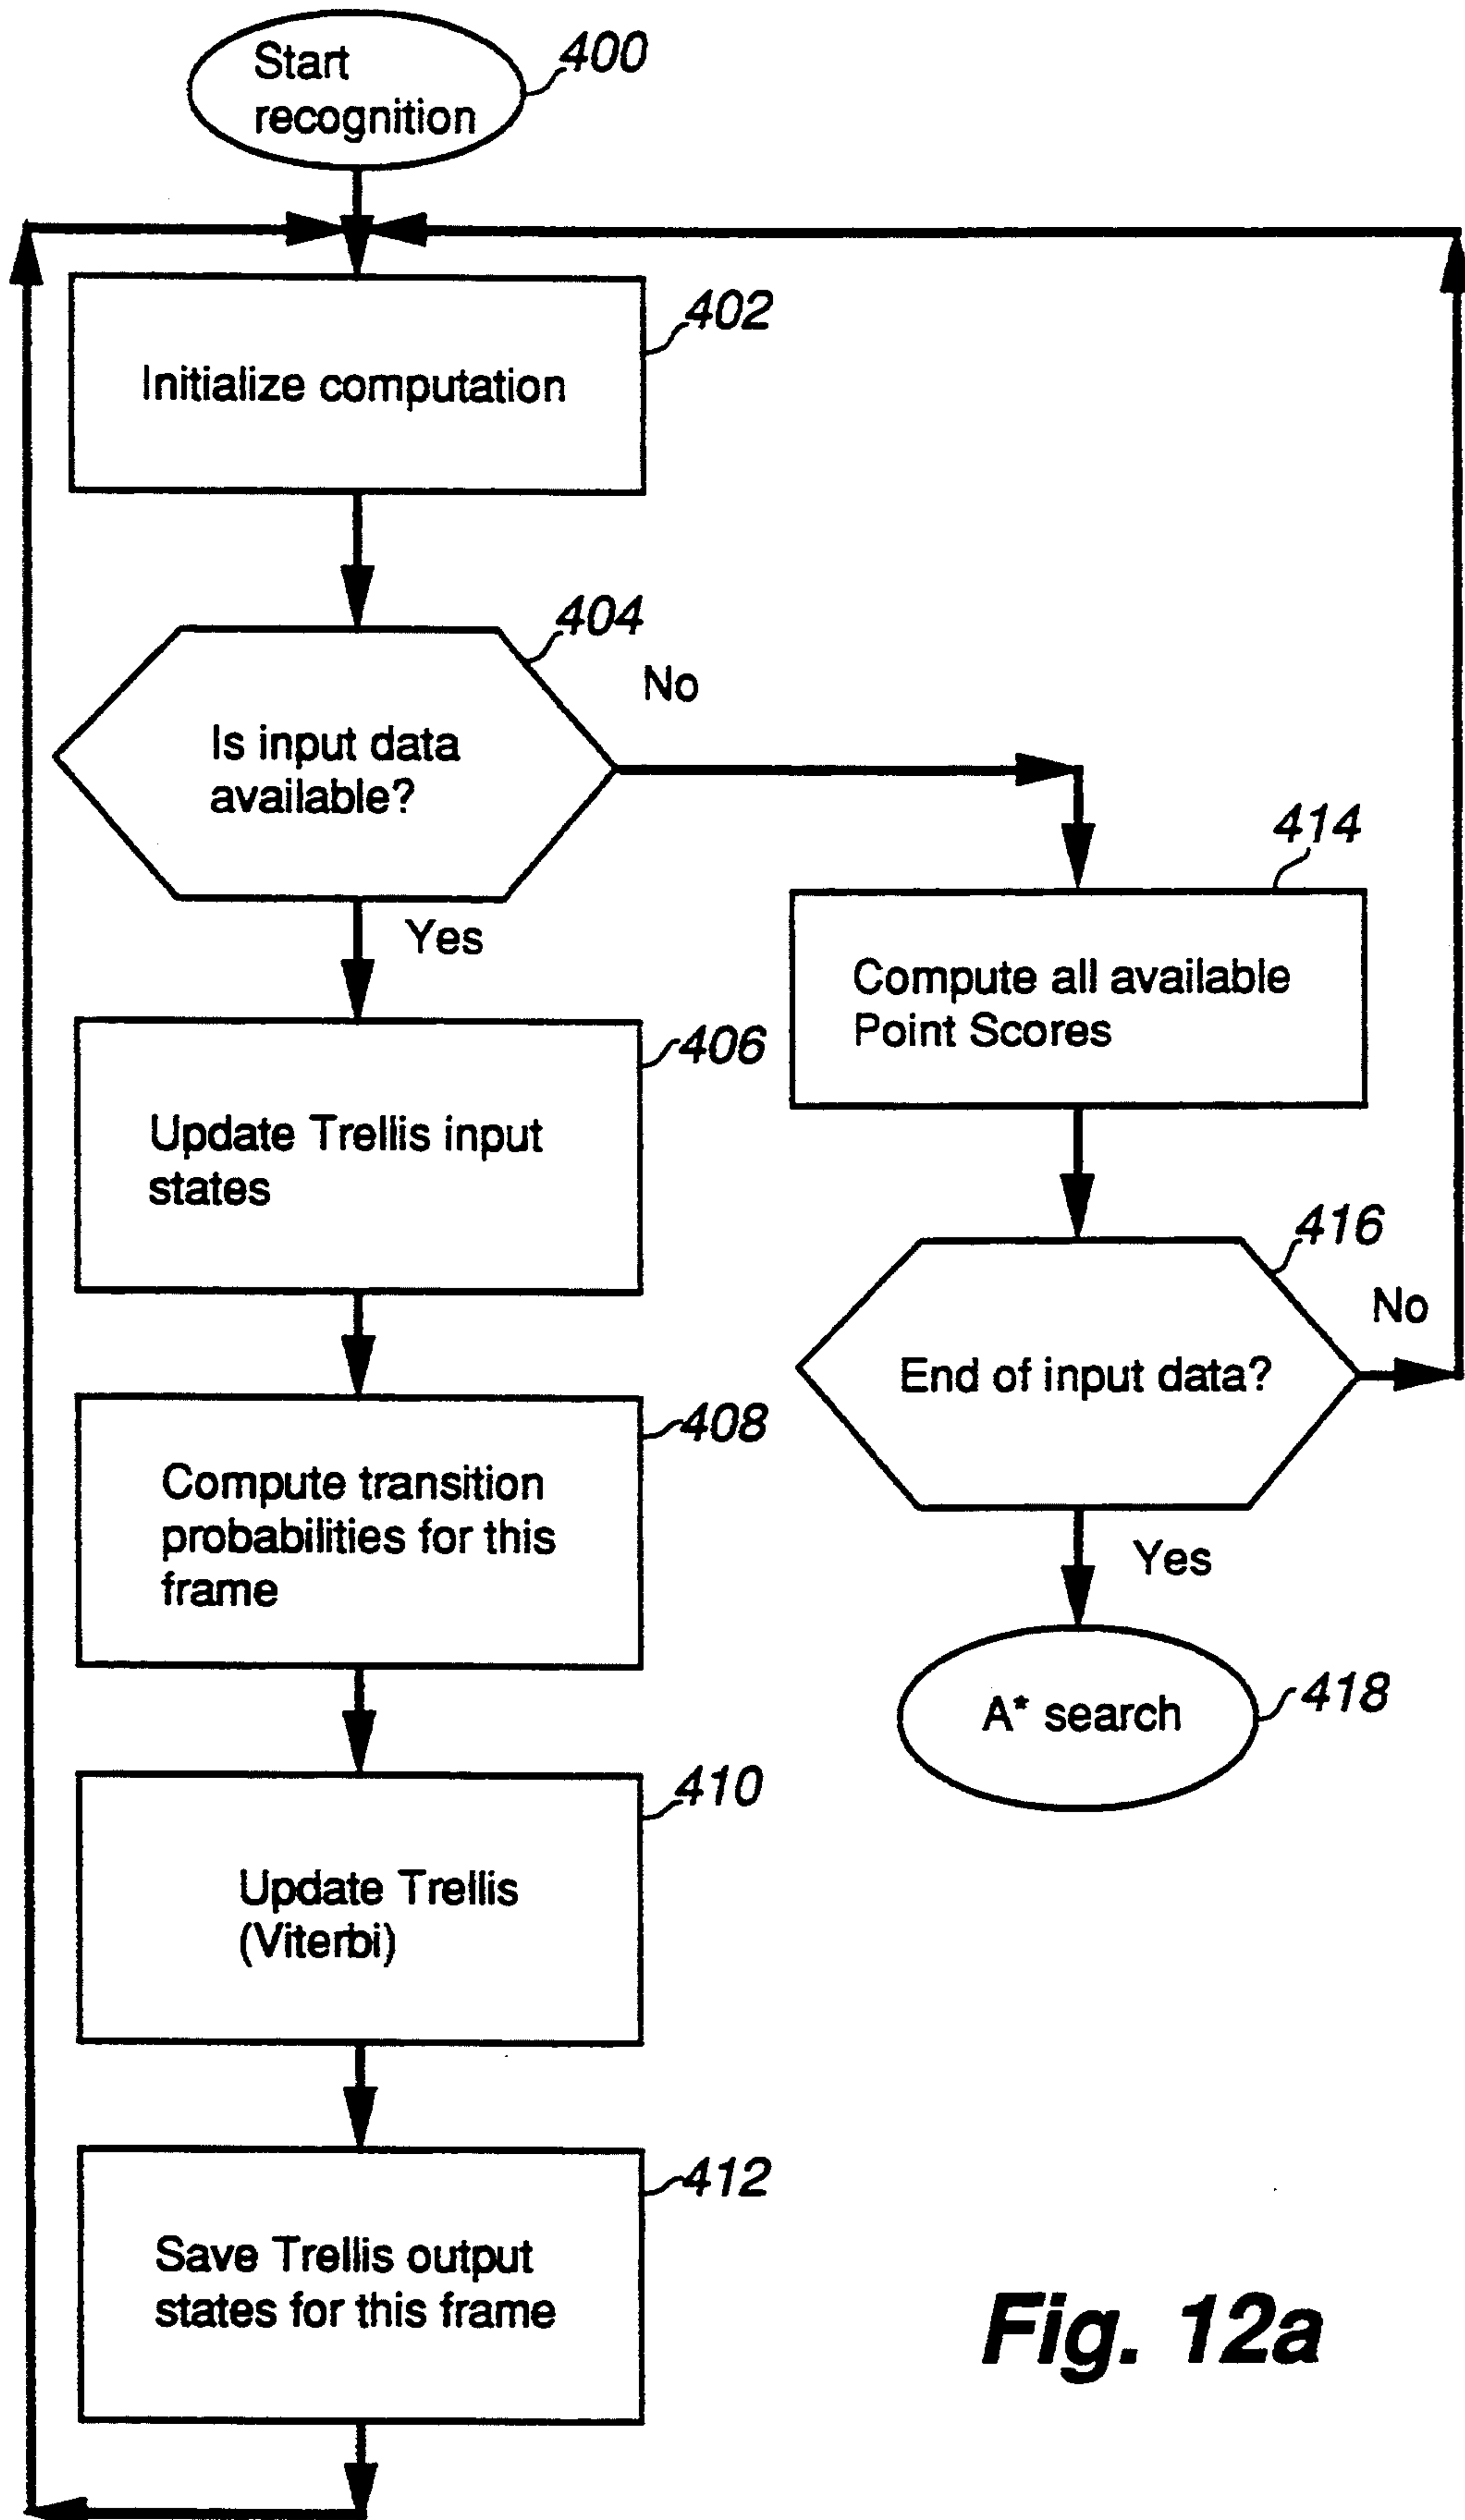 Start
recognition
400
Initialize computation
402
Is input data
available?
404
No
Yes
Update Trellis input
states
406
Compute transition
probabilities for this
frame
408
Update Trellis
(Viterbi)
410
Save Trellis output
states for this frame
412
Compute all available
Point Scores
414
End of input data?
416
No
Yes
A* search
418
Fig. 12a